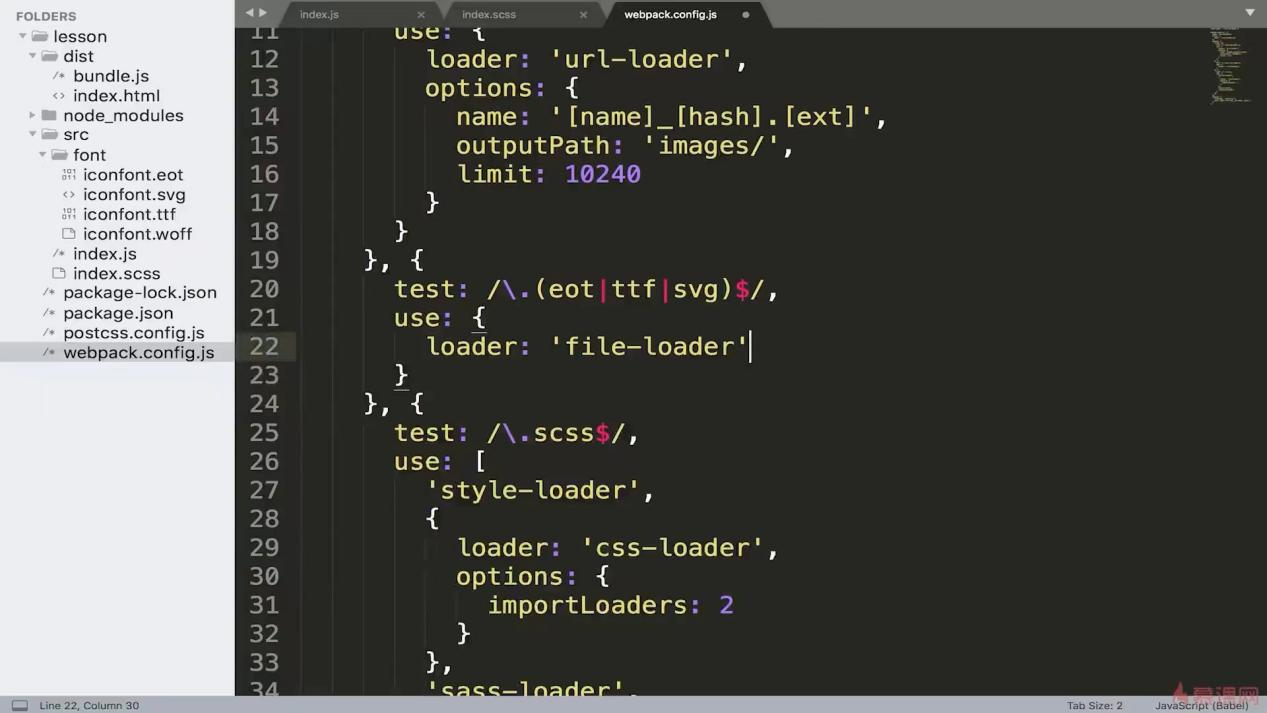 FOLDERS
lesson
dist
bundle.js
index.html
node_modules
src
font
iconfont.eot
iconfont.svg
iconfont.ttf
iconfont.woff
index.js
index.scss
package-lock.json
package.json
postcss.config.js
webpack.config.js
index.js
index.scss
webpack.config.js
11 use: {
12 loader: 'url-loader',
13 options: {
14 name: '[name]_[hash].[ext]',
15 outputPath: 'images/',
16 limit: 10240
17 }
18 }
19 }, {
20 test: /\.(eot|ttf|svg)$/,
21 use: {
22 loader: 'file-loader'
23 }
24 }, {
25 test: /\.scss$/,
26 use: [
27 'style-loader',
28 {
29 loader: 'css-loader',
30 options: {
31 importLoaders: 2
32 }
33 },
34 'sass-loader',
Line 22, Column 30
Tab Size: 2
JavaScript (Babel)
慕课网